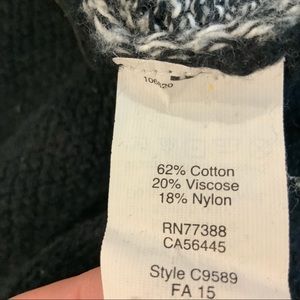 62% Cotton
20% Viscose
18% Nylon
RN77388
CA56445
Style C9589
FA 15